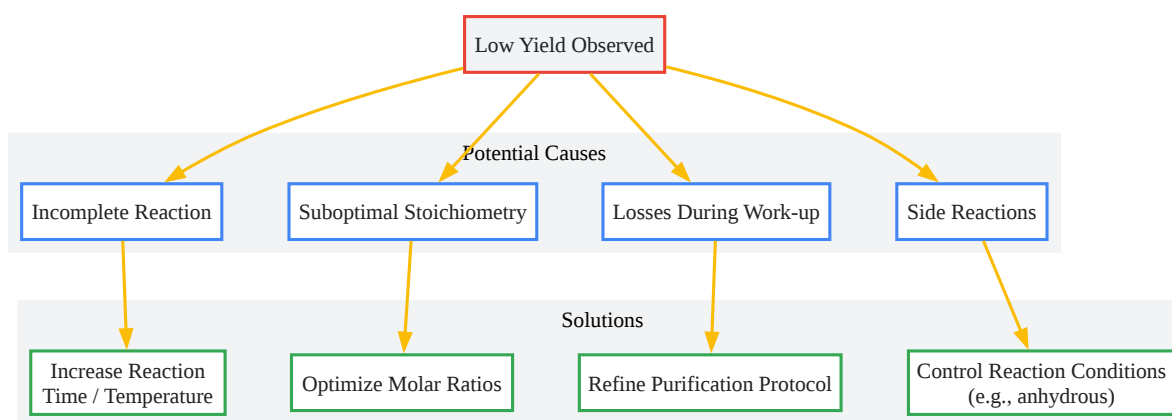 Low Yield Observed
Potential Causes
Incomplete Reaction
Suboptimal Stoichiometry
Losses During Work-up
Side Reactions
Solutions
Increase Reaction
Time / Temperature
Optimize Molar Ratios
Refine Purification Protocol
Control Reaction Conditions
(e.g., anhydrous)